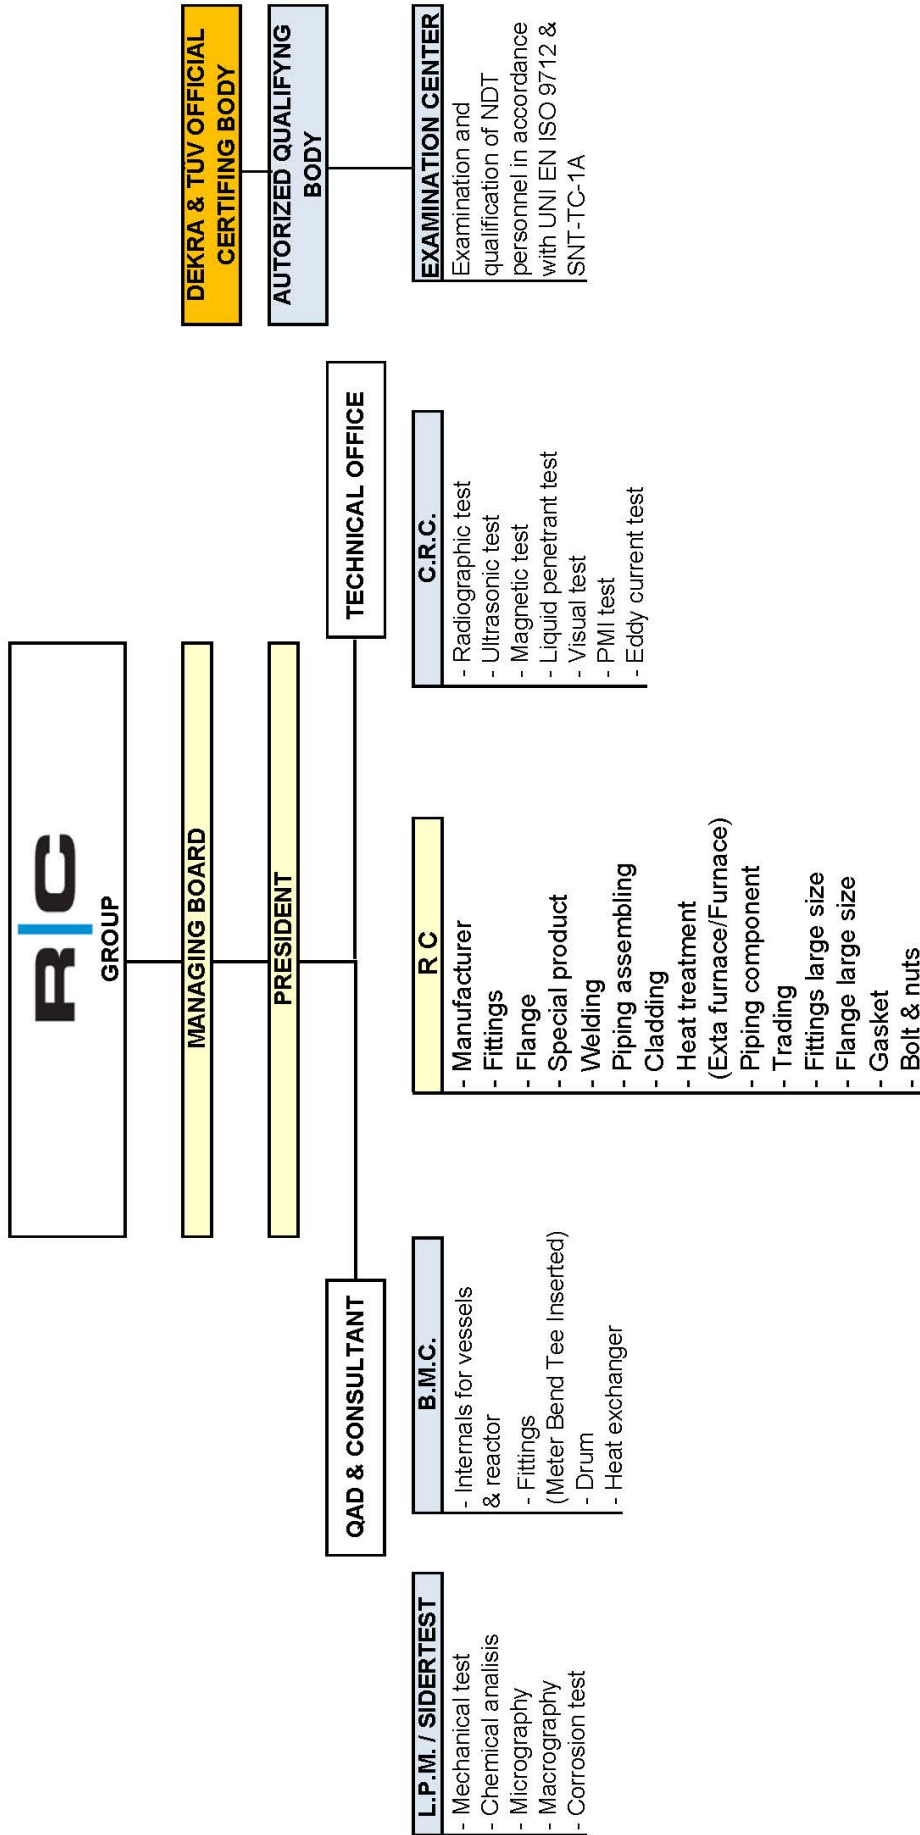 R|C
GROUP
MANAGING BOARD
PRESIDENT
QAD & CONSULTANT
TECHNICAL OFFICE
DEKRA & TÜV OFFICIAL
CERTIFING BODY
AUTORIZED QUALIFYNG
BODY
L.P.M. / SIDERTEST
- Mechanical test
- Chemical analisis
- Micrography
- Macrography
- Corrosion test
B.M.C.
- Internals for vessels
& reactor
- Fittings
(Meter Bend Tee Inserted)
- Drum
- Heat exchanger
R C
- Manufacturer
- Fittings
- Flange
- Special product
- Welding
- Piping assembling
- Cladding
- Heat treatment
(Exta furnace/Furnace)
- Piping component
- Trading
- Fittings large size
- Flange large size
- Gasket
- Bolt & nuts
C.R.C.
- Radiographic test
- Ultrasonic test
- Magnetic test
- Liquid penetrant test
- Visual test
- PMI test
- Eddy current test
EXAMINATION CENTER
Examination and
qualification of NDT
personnel in accordance
with UNI EN ISO 9712 &
SNT-TC-1A